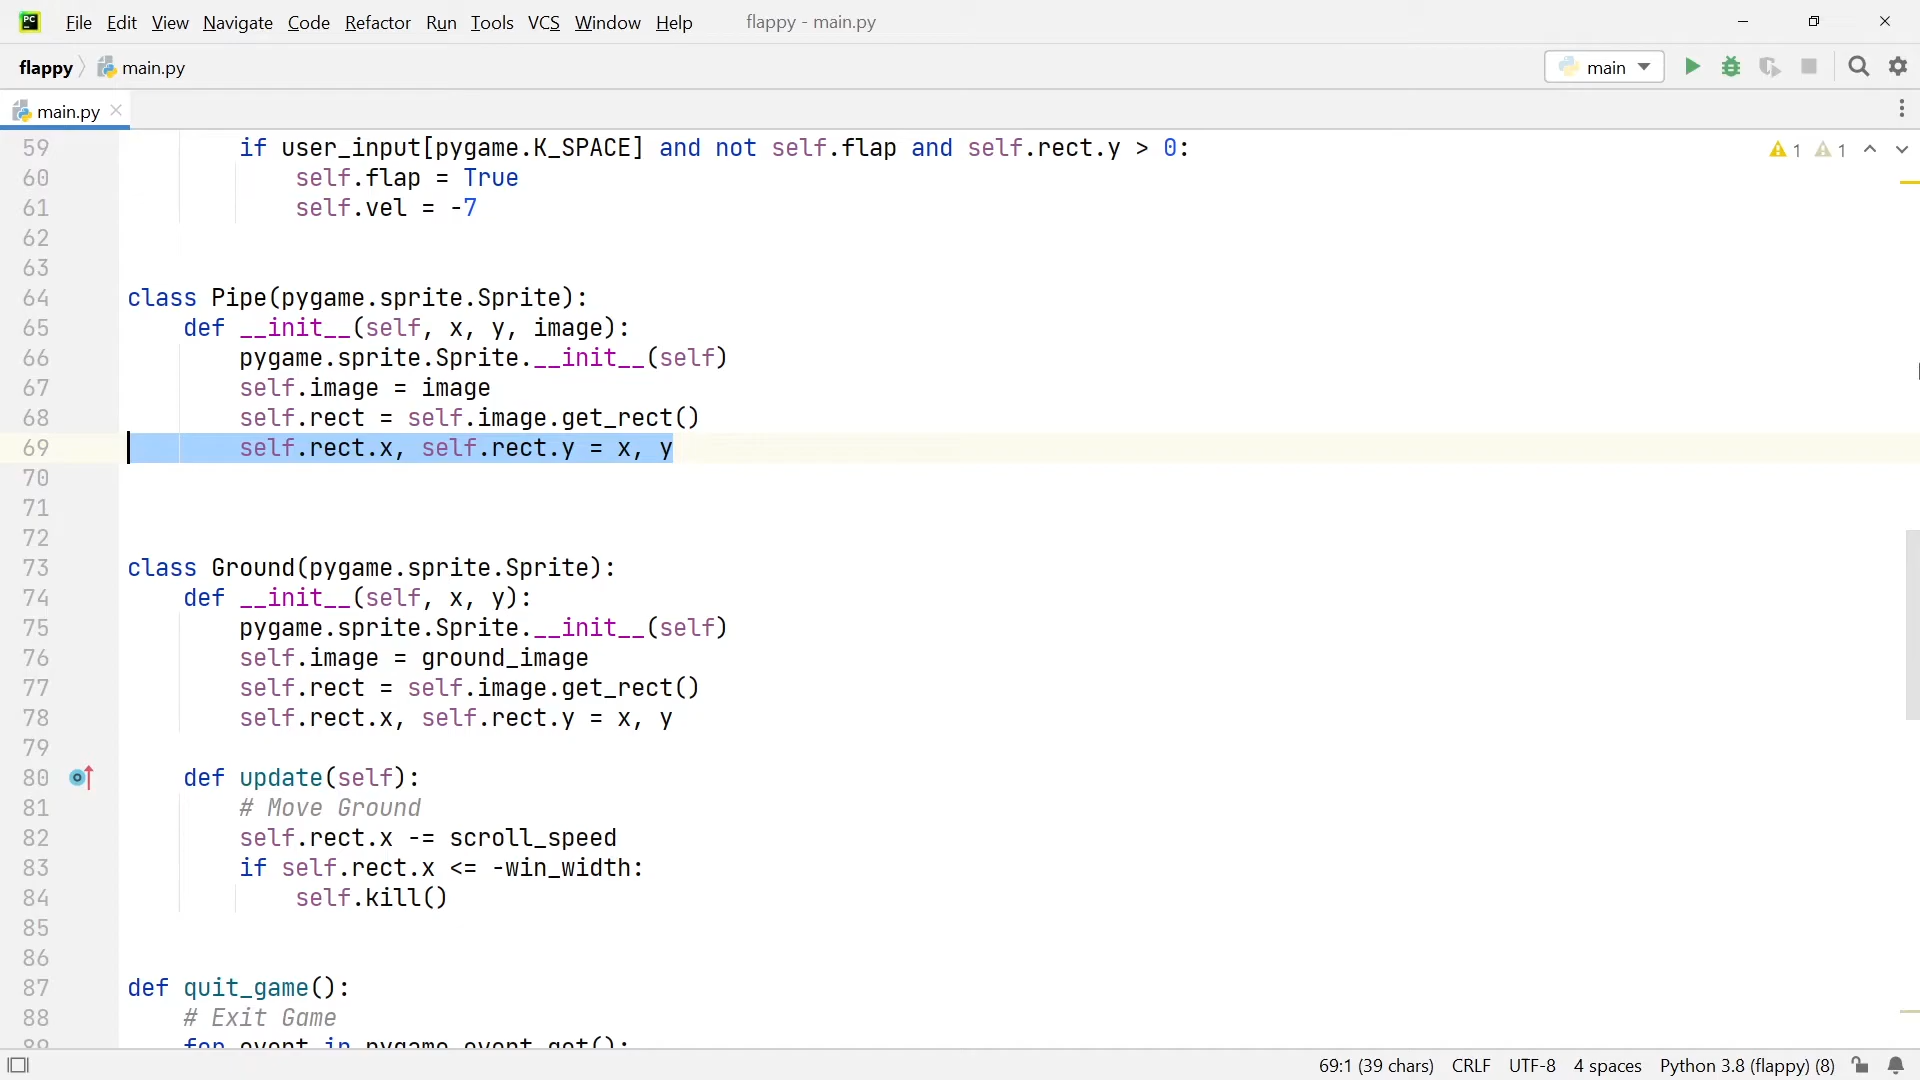 PC File Edit View Navigate Code Refactor Run Tools VCS Window Help flappy - main.py
flappy main.py main
main.py
59 if user_input[pygame.K_SPACE] and not self.flap and self.rect.y > 0: 1 1
60 self.flap = True
61 self.vel = -7
62
63
64 class Pipe(pygame.sprite.Sprite):
65 def __init__(self, x, y, image):
66 pygame.sprite.Sprite.__init__(self)
67 self.image = image
68 self.rect = self.image.get_rect()
69 self.rect.x, self.rect.y = x, y
70
71
72
73 class Ground(pygame.sprite.Sprite):
74 def __init__(self, x, y):
75 pygame.sprite.Sprite.__init__(self)
76 self.image = ground_image
77 self.rect = self.image.get_rect()
78 self.rect.x, self.rect.y = x, y
79
80 def update(self):
81 # Move Ground
82 self.rect.x -= scroll_speed
83 if self.rect.x <= -win_width:
84 self.kill()
85
86
87 def quit_game():
88 # Exit Game
89 for event in pygame.event.get():
69:1 (39 chars) CRLF UTF-8 4 spaces Python 3.8 (flappy) (8)